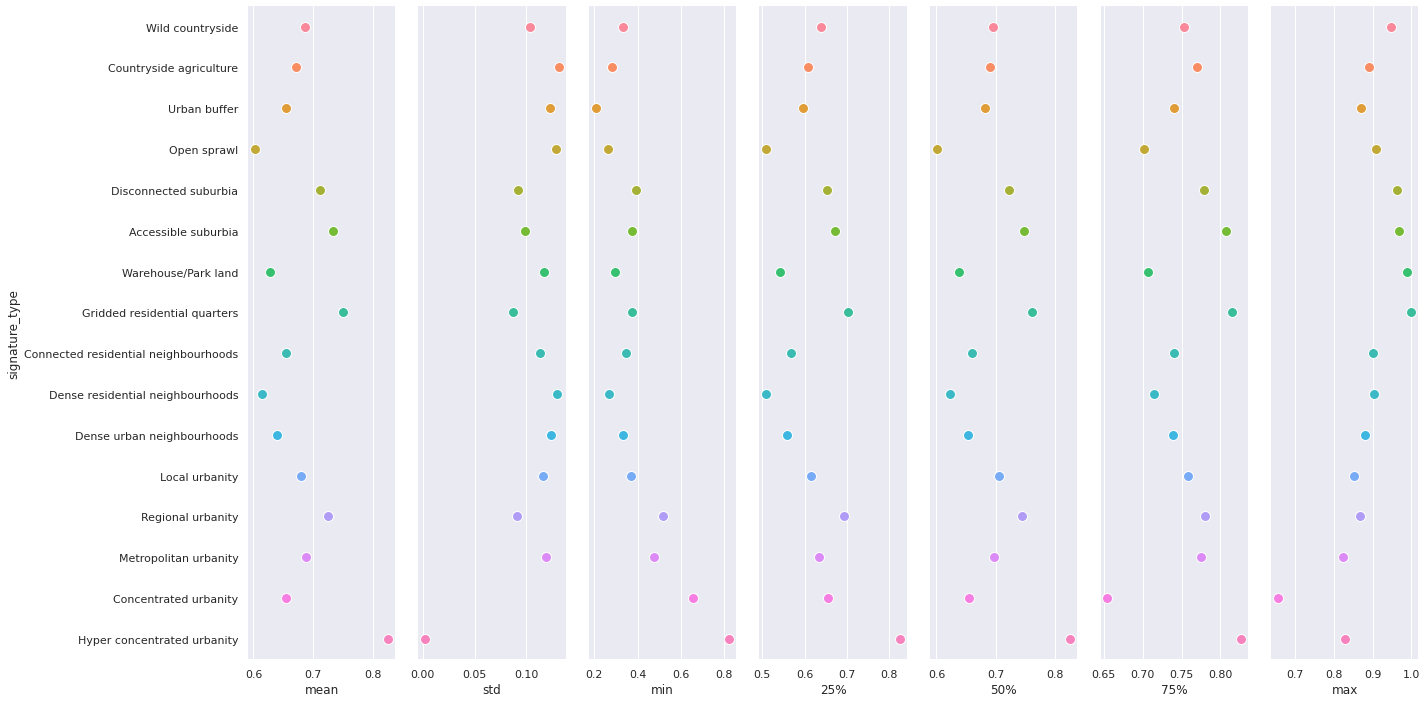 signature_type
Wild countryside
Countryside agriculture
Urban buffer
Open sprawl
Disconnected suburbia
Accessible suburbia
Warehouse/Park land
Gridded residential quarters
Connected residential neighbourhoods
Dense residential neighbourhoods
Dense urban neighbourhoods
Local urbanity
Regional urbanity
Metropolitan urbanity
Concentrated urbanity
Hyper concentrated urbanity
0.6 0.7 0.8
mean
0.00 0.05 0.10
std
0.2 0.4 0.6 0.8
min
0.5 0.6 0.7 0.8
25%
0.6 0.7 0.8
50%
0.65 0.70 0.75 0.80
75%
0.7 0.8 0.9 1.0
max